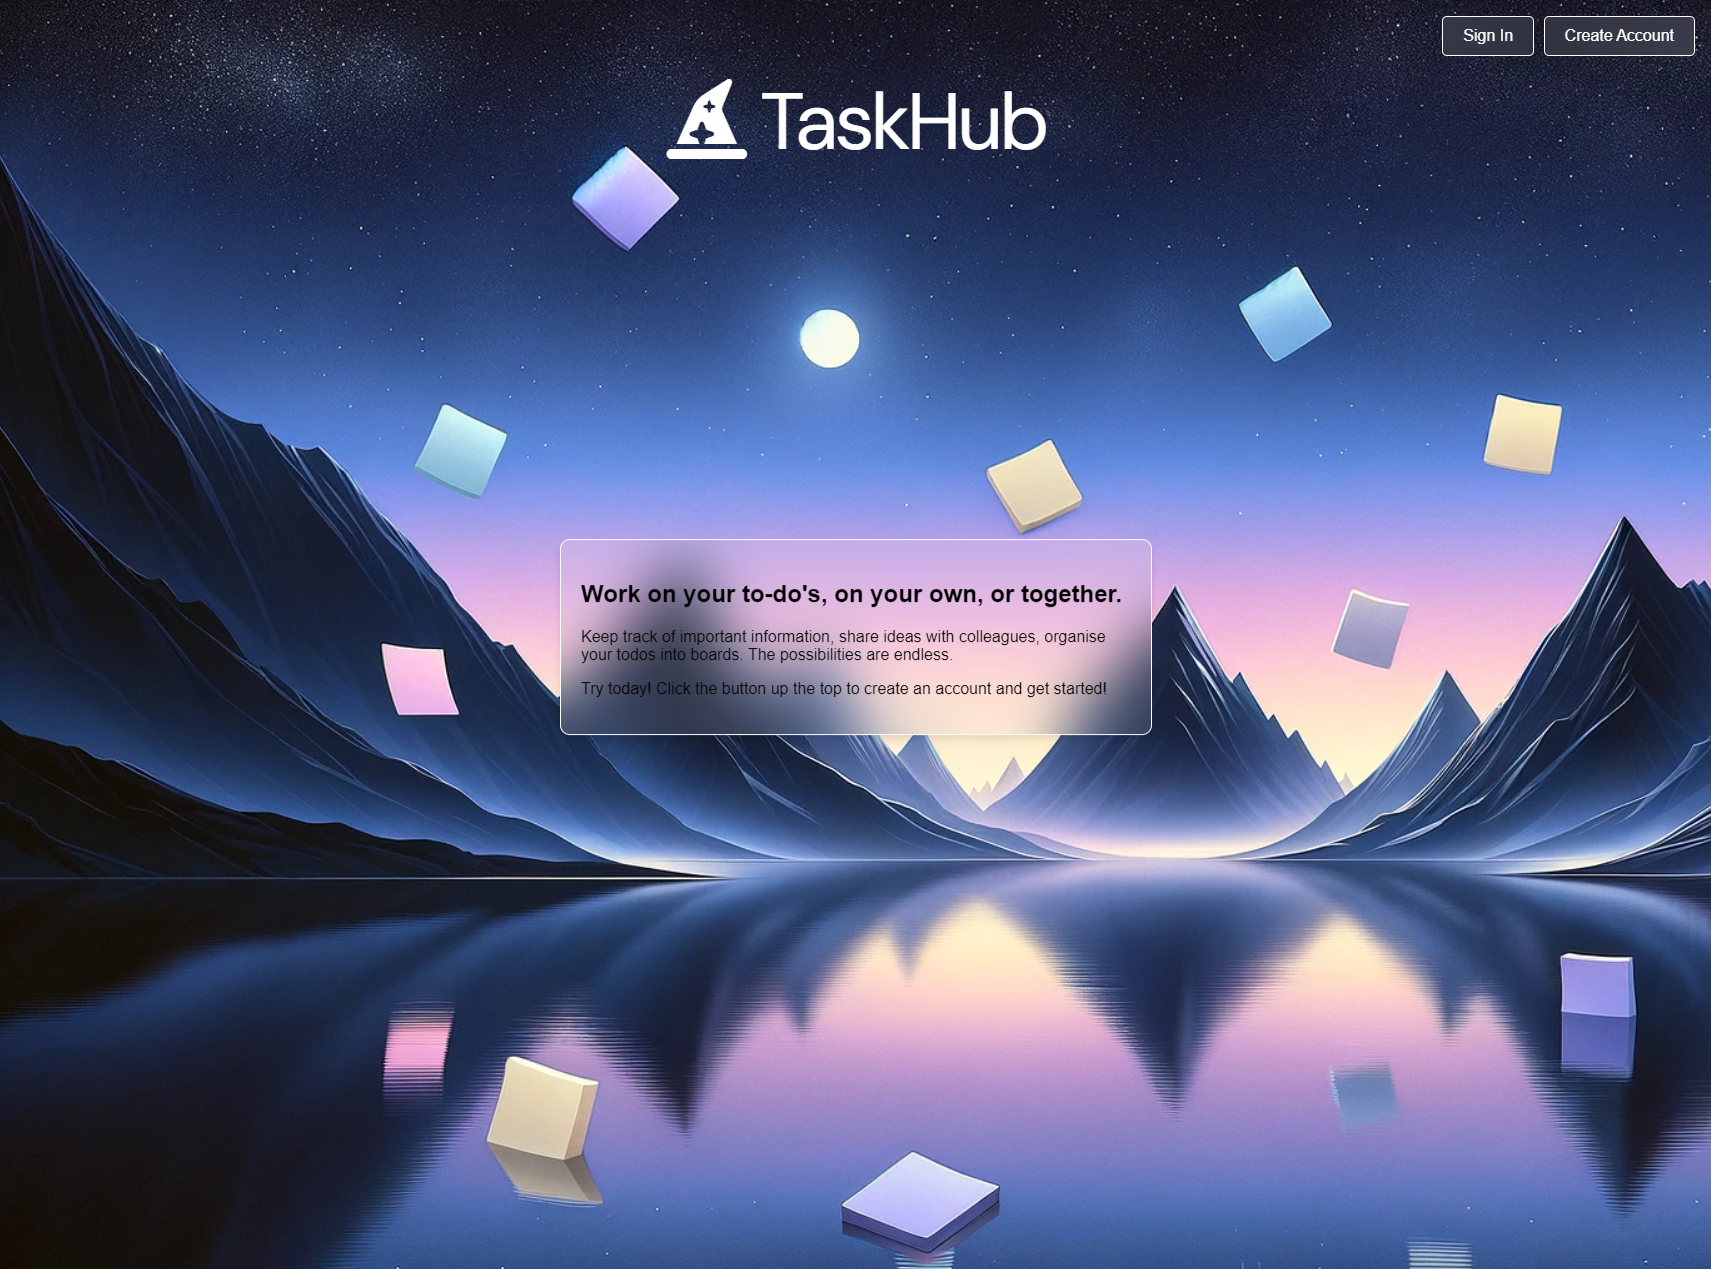 Sign In
Create Account
TaskHub
Work on your to-do's, on your own, or together.
Keep track of important information, share ideas with colleagues, organise
your todos into boards. The possibilities are endless.
Try today! Click the button up the top to create an account and get started!